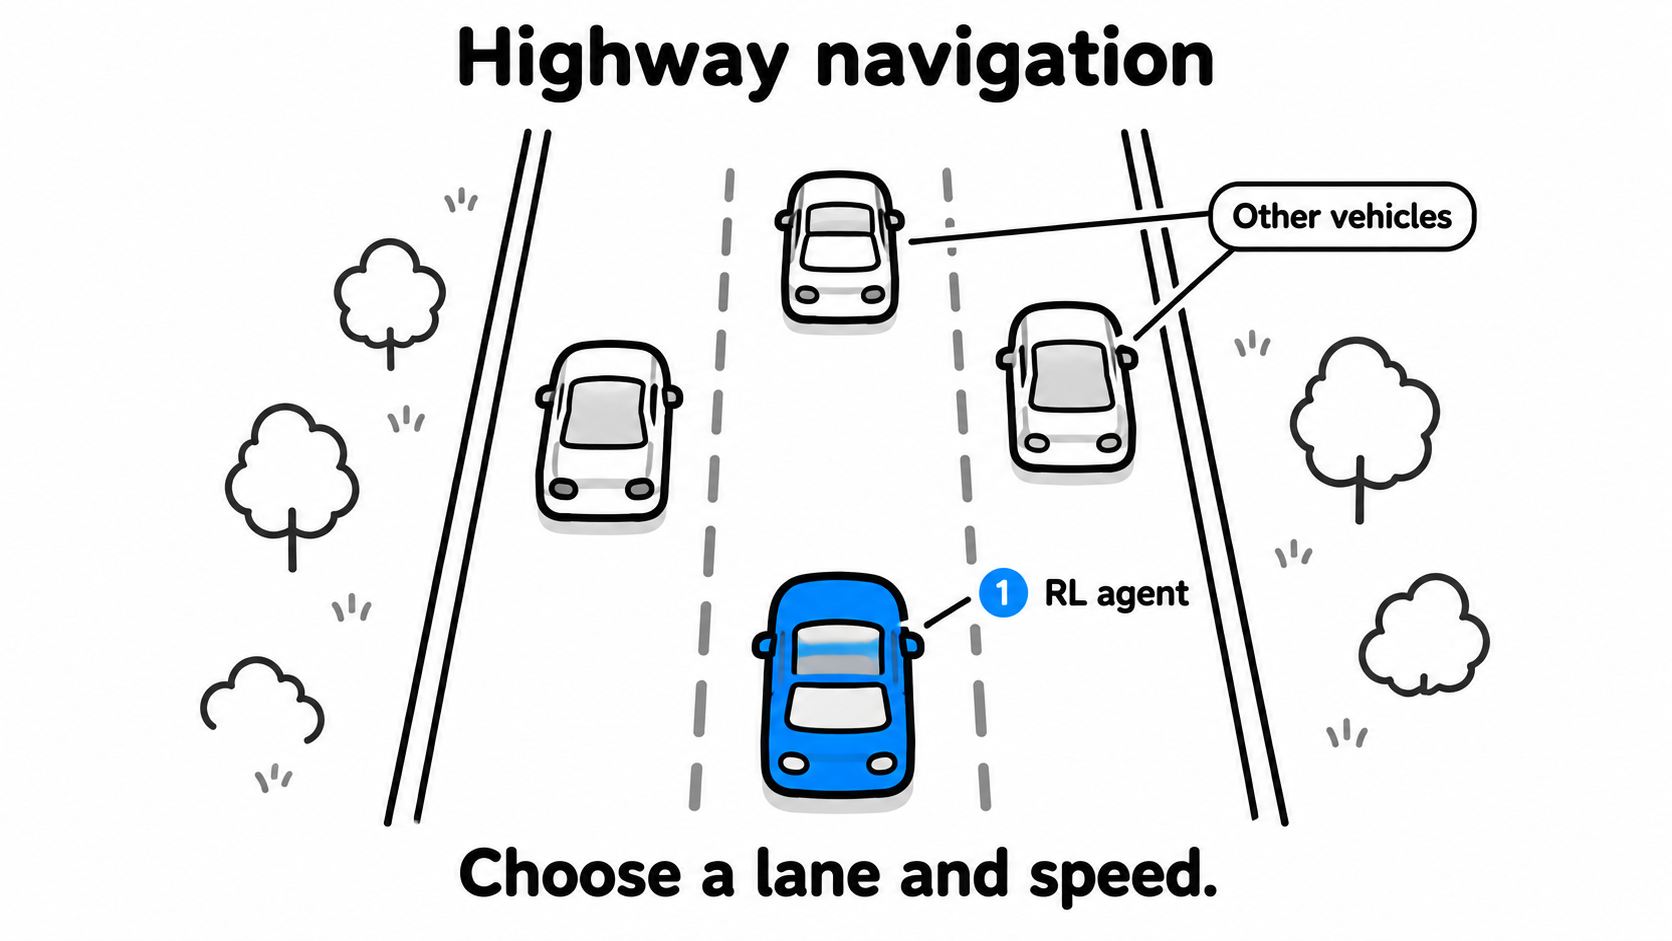 Highway navigation
Other vehicles
1 RL agent
Choose a lane and speed.